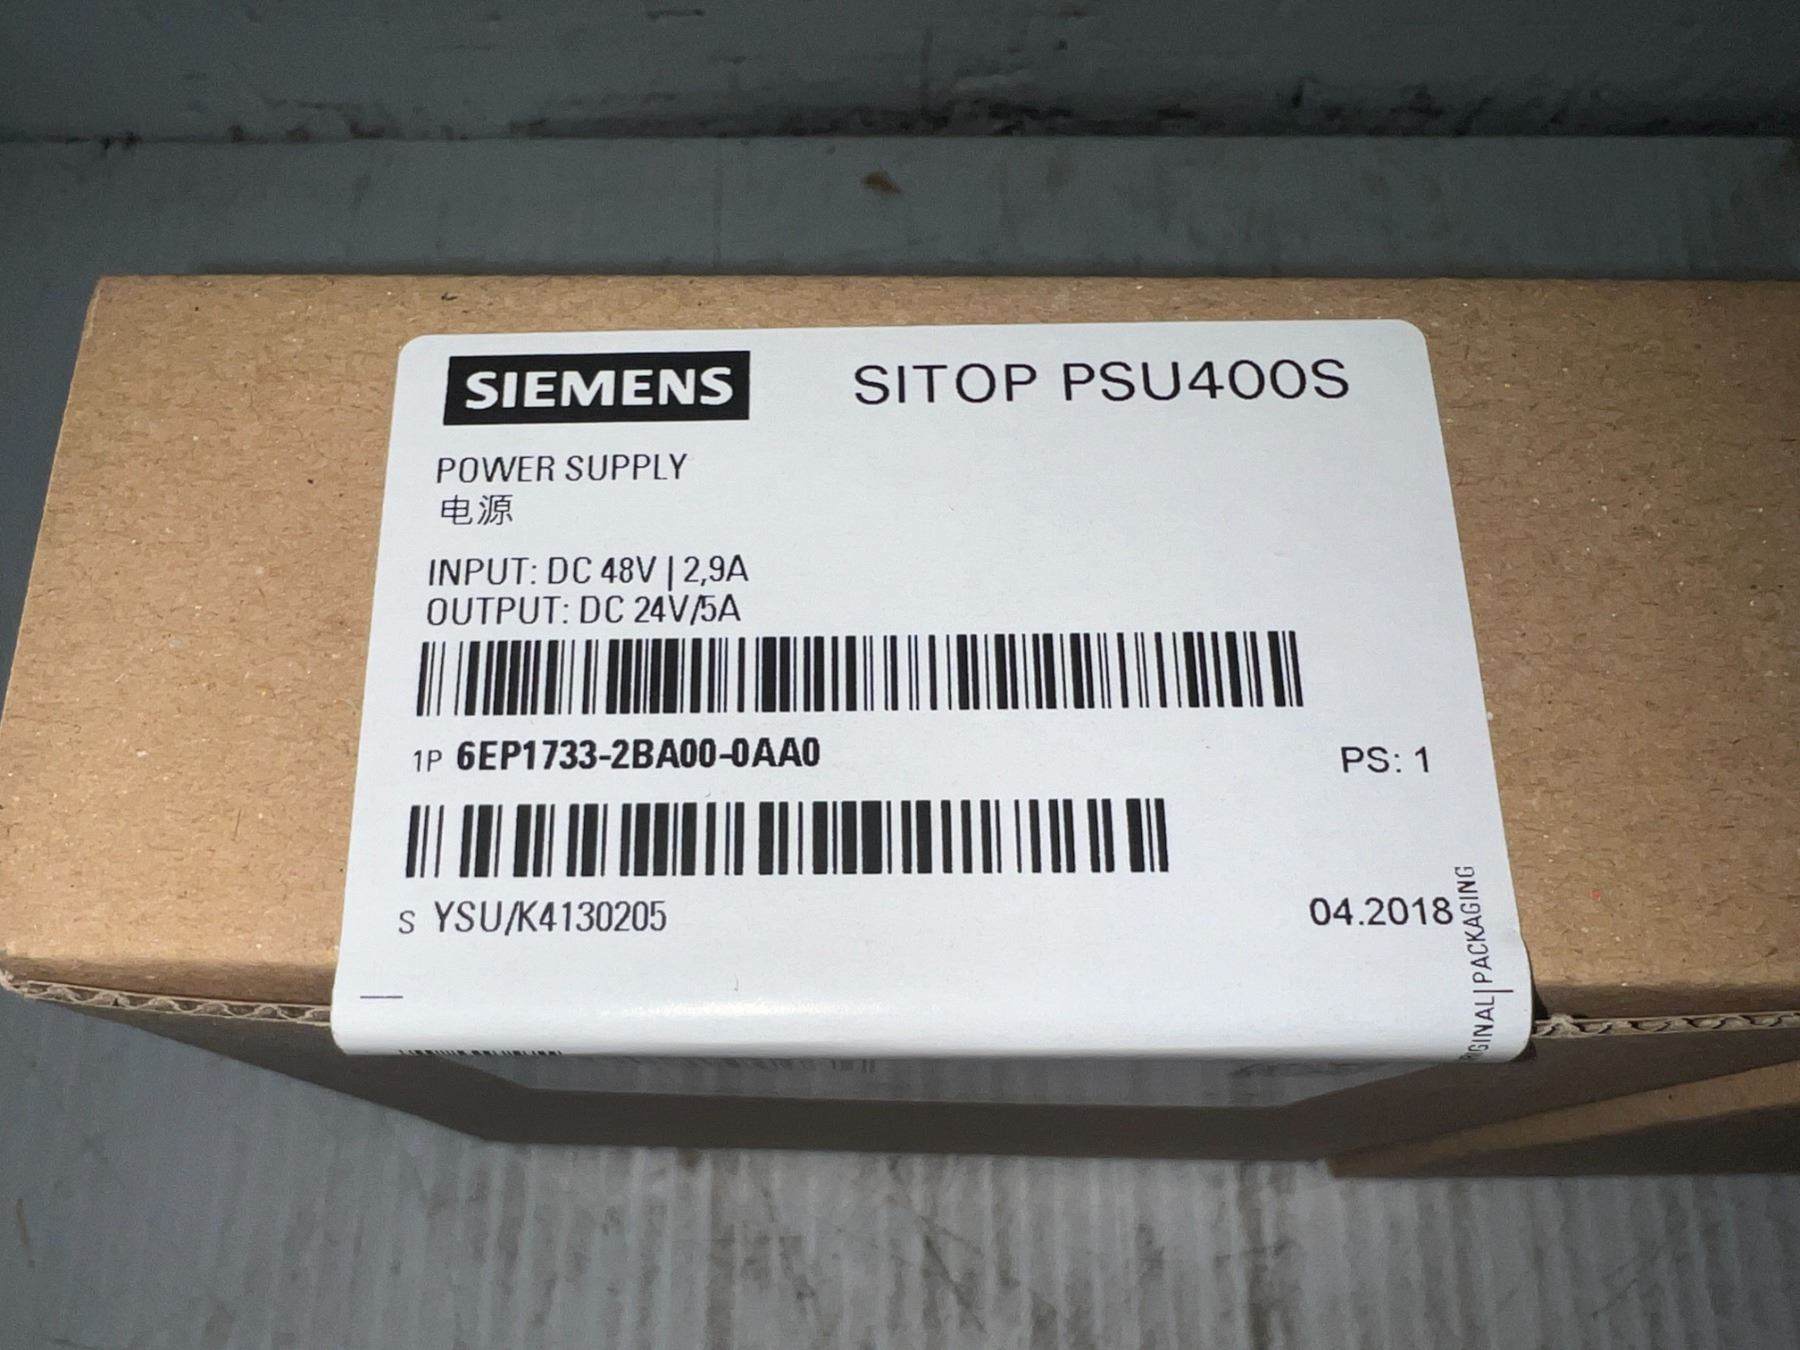 SIEMENS SITOP PSU400S
POWER SUPPLY
电源
INPUT: DC 48V | 2,9A
OUTPUT: DC 24V/5A
1P 6EP1733-2BA00-0AA0 PS: 1
S YSU/K4130205 04.2018
PACKAGING